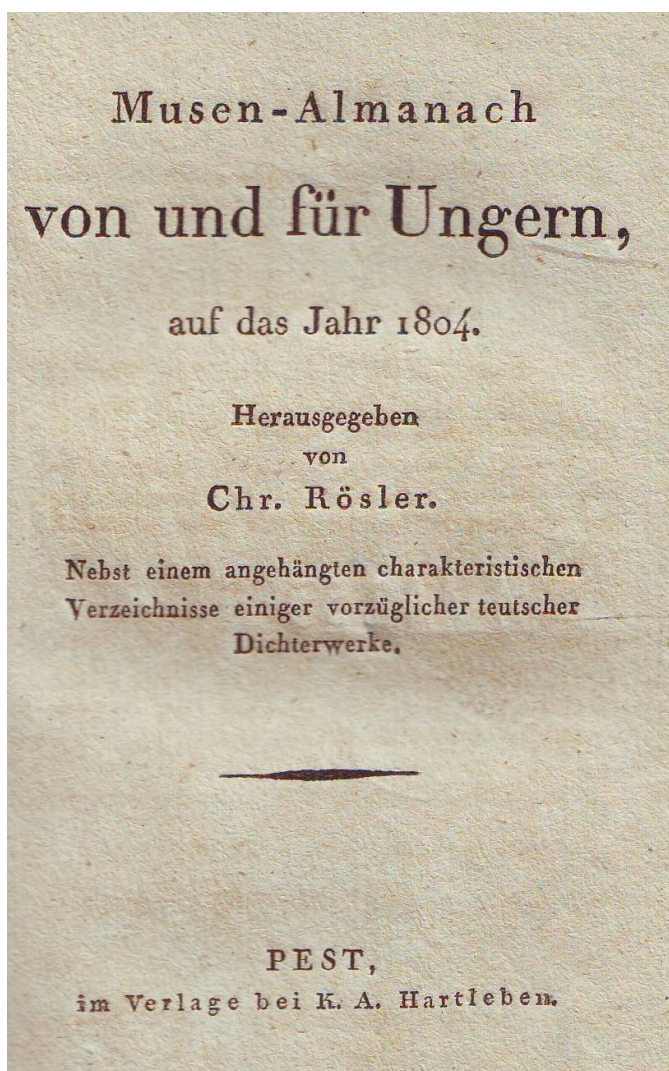 Musen-Almanach
von und für Ungern,
auf das Jahr 1804.
Herausgegeben
von
Chr. Rösler.
Nebst einem angehängten charakteristischen
Verzeichnisse einiger vorzüglicher teutscher
Dichterwerke.
PEST,
im Verlage bei K. A. Hartleben.